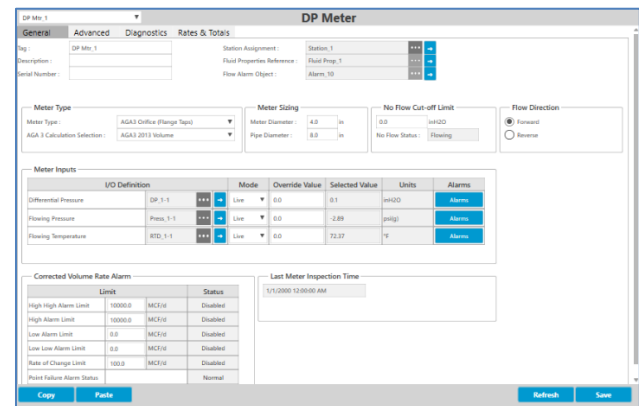 DP Mtr_1
DP Meter
General Advanced Diagnostics Rates & Totals
Tag : DP Mtr_1 Station Assignment : Station_1
Description : Fluid Properties Reference : Fluid Prop_1
Serial Number : Flow Alarm Object : Alarm_10
Meter Type Meter Sizing No Flow Cut-off Limit Flow Direction
Meter Type : AGA3 Orifice (Flange Taps) Meter Diameter : 4.0 in 0.0 inH2O Forward
AGA 3 Calculation Selection : AGA3 2013 Volume Pipe Diameter : 8.0 in No Flow Status : Flowing Reverse
Meter Inputs
I/O Definition Mode Override Value Selected Value Units Alarms
Differential Pressure DP_1-1 Live 0.0 0.1 inH2O Alarms
Flowing Pressure Press_1-1 Live 0.0 -2.89 psi(g) Alarms
Flowing Temperature RTD_1-1 Live 0.0 72.37 °F Alarms
Corrected Volume Rate Alarm Last Meter Inspection Time
Limit Status 1/1/2000 12:00:00 AM
High High Alarm Limit 10000.0 MCF/d Disabled
High Alarm Limit 10000.0 MCF/d Disabled
Low Alarm Limit 0.0 MCF/d Disabled
Low Low Alarm Limit 0.0 MCF/d Disabled
Rate of Change Limit 100.0 MCF/d Disabled
Point Failure Alarm Status Normal
Copy Paste Refresh Save